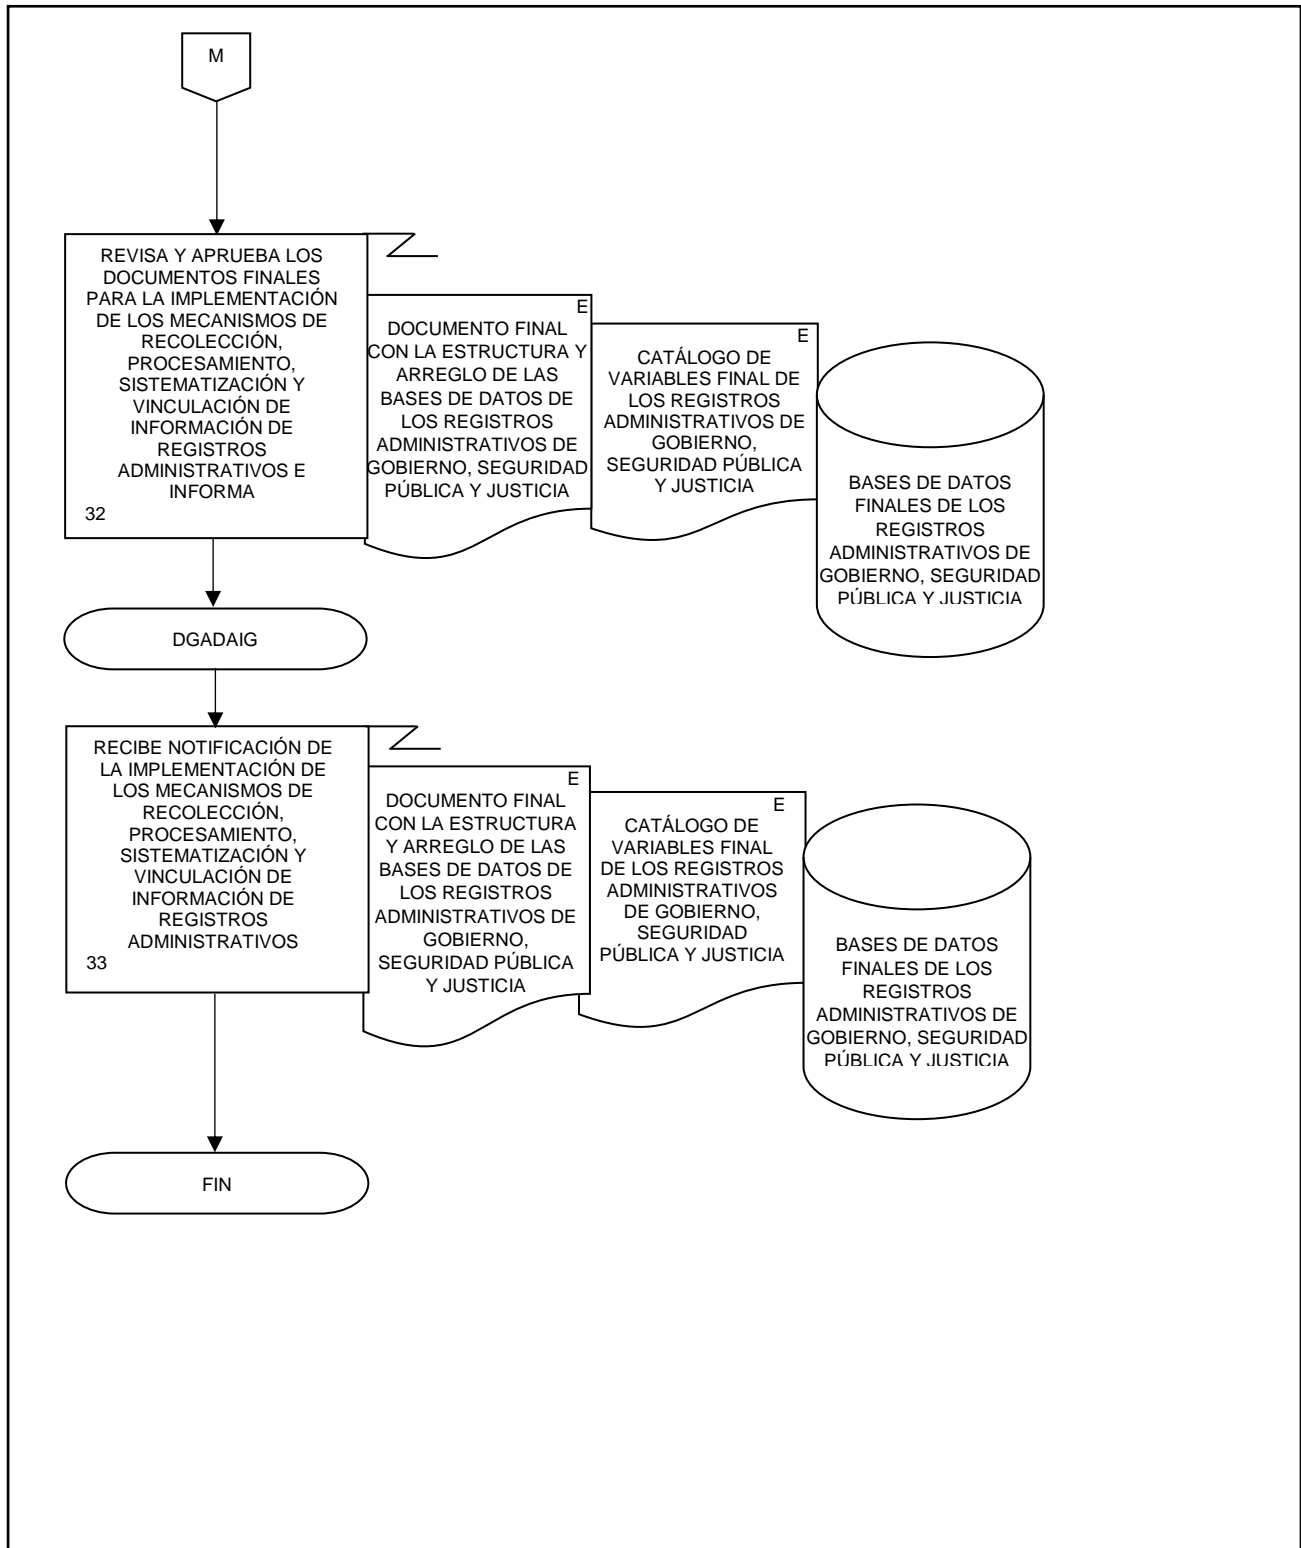 M
REVISA Y APRUEBA LOS
DOCUMENTOS FINALES
PARA LA IMPLEMENTACIÓN
DE LOS MECANISMOS DE
RECOLECCIÓN,
PROCESAMIENTO,
SISTEMATIZACIÓN Y
VINCULACIÓN DE
INFORMACIÓN DE
REGISTROS
ADMINISTRATIVOS E
INFORMA
32
E
DOCUMENTO FINAL
CON LA ESTRUCTURA Y
ARREGLO DE LAS
BASES DE DATOS DE
LOS REGISTROS
ADMINISTRATIVOS DE
GOBIERNO, SEGURIDAD
PÚBLICA Y JUSTICIA
E
CATÁLOGO DE
VARIABLES FINAL DE
LOS REGISTROS
ADMINISTRATIVOS DE
GOBIERNO,
SEGURIDAD PÚBLICA
Y JUSTICIA
BASES DE DATOS
FINALES DE LOS
REGISTROS
ADMINISTRATIVOS DE
GOBIERNO, SEGURIDAD
PÚBLICA Y JUSTICIA
DGADAIG
RECIBE NOTIFICACIÓN DE
LA IMPLEMENTACIÓN DE
LOS MECANISMOS DE
RECOLECCIÓN,
PROCESAMIENTO,
SISTEMATIZACIÓN Y
VINCULACIÓN DE
INFORMACIÓN DE
REGISTROS
ADMINISTRATIVOS
33
E
DOCUMENTO FINAL
CON LA ESTRUCTURA
Y ARREGLO DE LAS
BASES DE DATOS DE
LOS REGISTROS
ADMINISTRATIVOS DE
GOBIERNO,
SEGURIDAD PÚBLICA
Y JUSTICIA
E
CATÁLOGO DE
VARIABLES FINAL
DE LOS REGISTROS
ADMINISTRATIVOS
DE GOBIERNO,
SEGURIDAD
PÚBLICA Y JUSTICIA
BASES DE DATOS
FINALES DE LOS
REGISTROS
ADMINISTRATIVOS DE
GOBIERNO, SEGURIDAD
PÚBLICA Y JUSTICIA
FIN